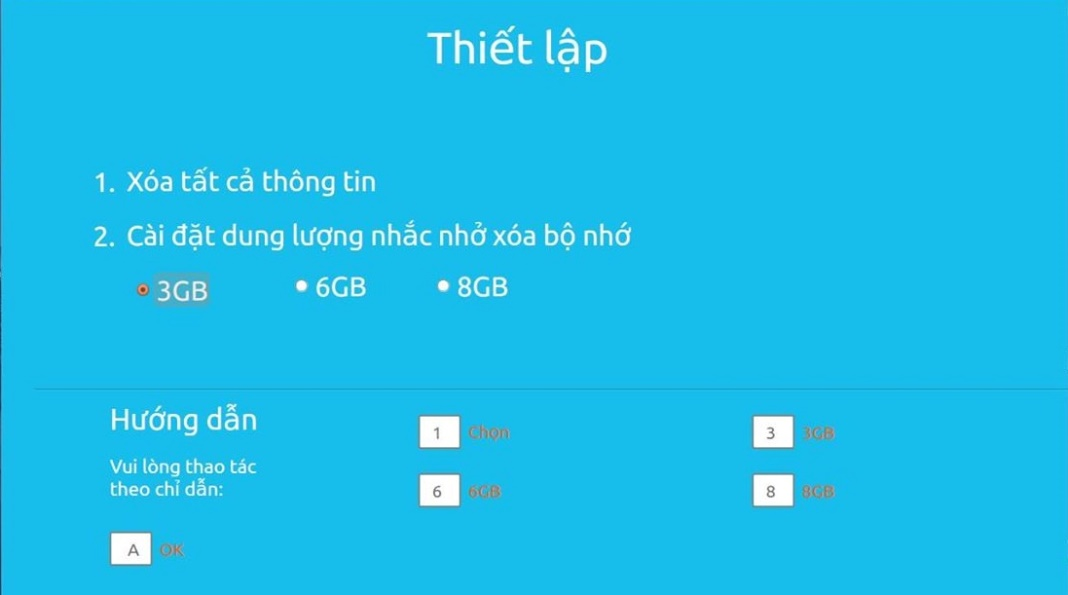 Thiết lập
1. Xóa tất cả thông tin
2. Cài đặt dung lượng nhắc nhở xóa bộ nhớ
3GB 6GB 8GB
Hướng dẫn
Vui lòng thao tác
theo chỉ dẫn:
1 Chọn
3 3GB
6 6GB
8 8GB
A OK